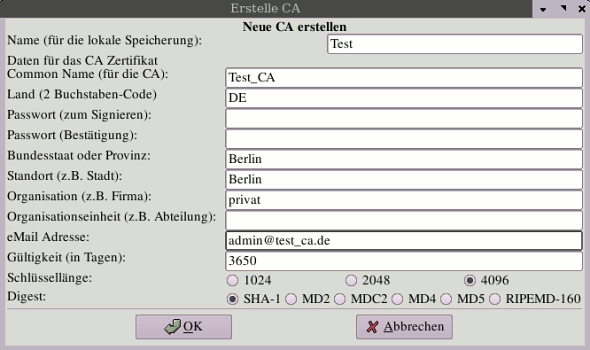 Erstelle CA
Neue CA erstellen
Name (für die lokale Speicherung): Test
Daten für das CA Zertifikat
Common Name (für die CA): Test_CA
Land (2 Buchstaben-Code) DE
Passwort (zum Signieren):
Passwort (Bestätigung):
Bundesstaat oder Provinz: Berlin
Standort (z.B. Stadt): Berlin
Organisation (z.B. Firma): privat
Organisationseinheit (z.B. Abteilung):
eMail Adresse: admin@test_ca.de
Gültigkeit (in Tagen): 3650
Schlüssellänge: 1024 2048 4096
Digest: SHA-1 MD2 MDC2 MD4 MD5 RIPEMD-160
OK Abbrechen